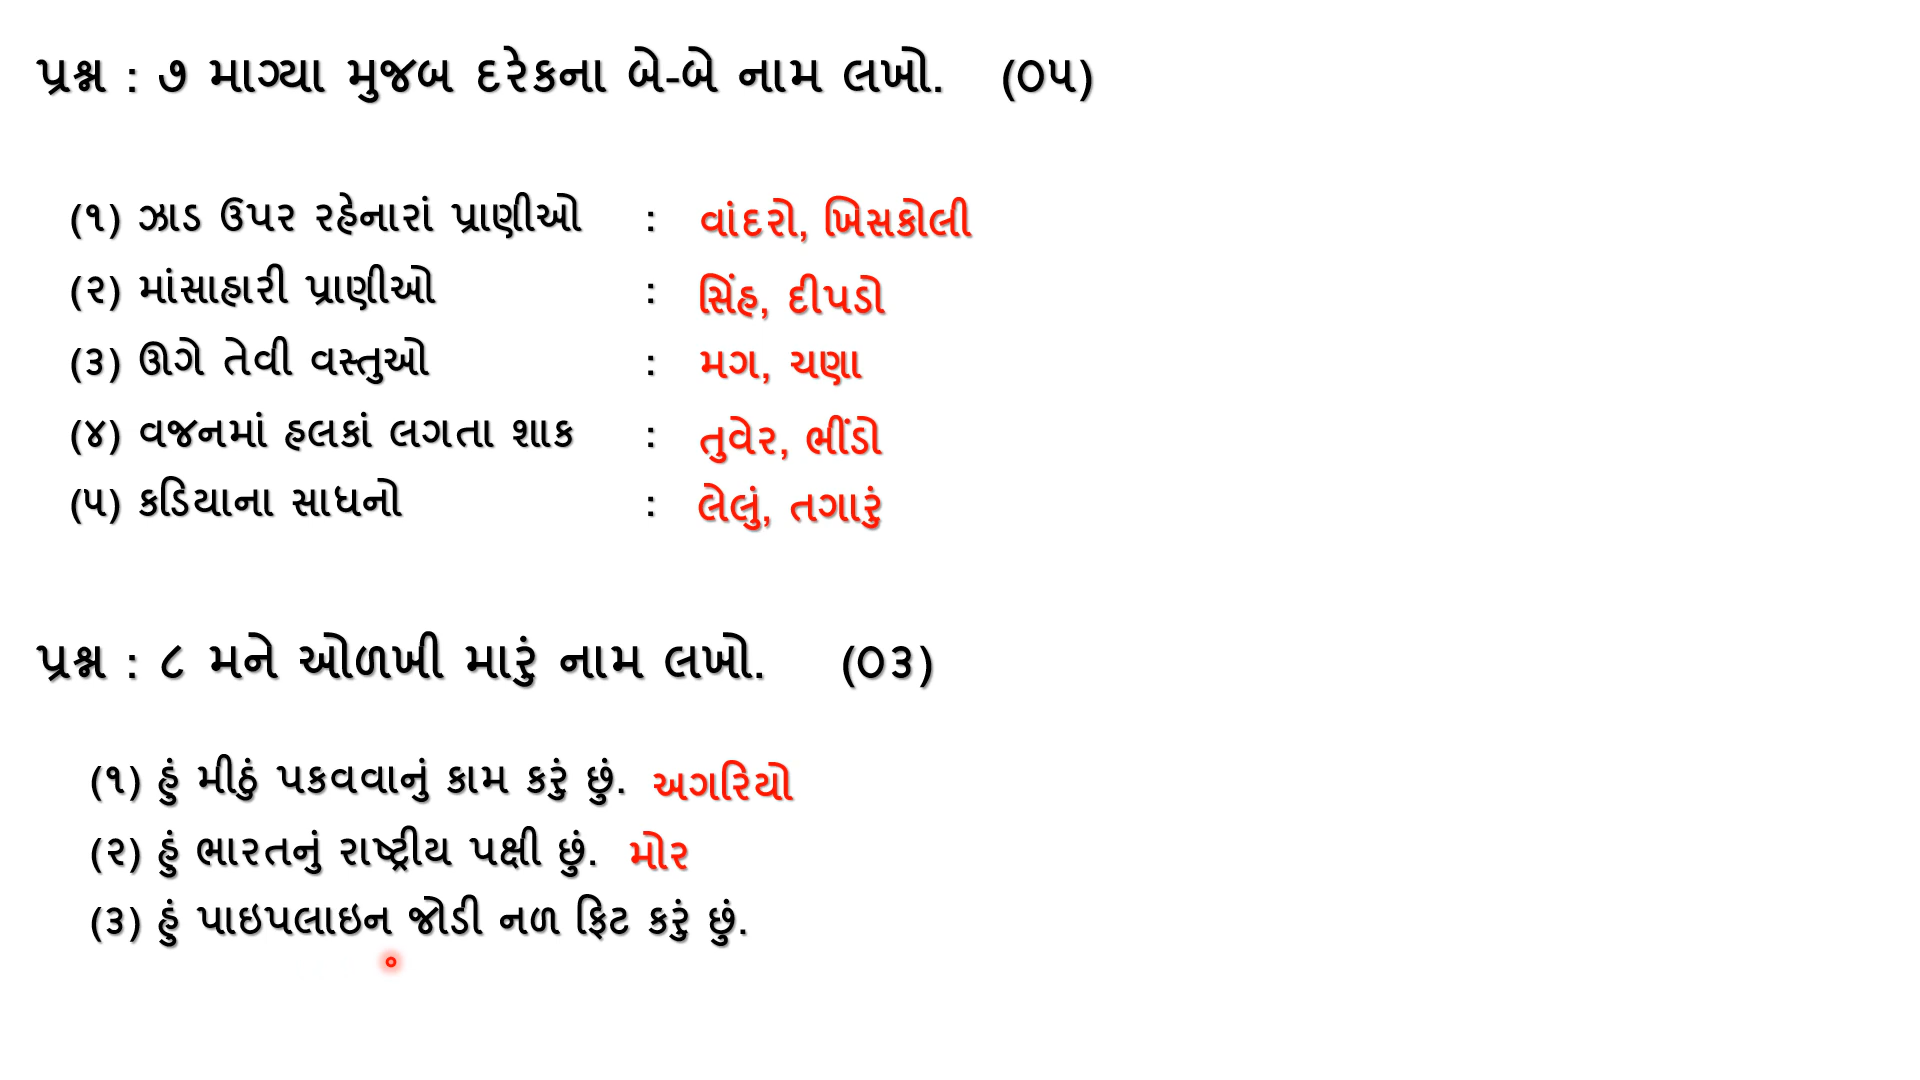 પ્રશ્ન : ૭ માગ્યા મુજબ દરેકના બે-બે નામ લખો. (૦૫)
(૧) ઝાડ ઉપર રહેનારાં પ્રાણીઓ : વાંદરો, ખિસકોલી
(૨) માંસાહારી પ્રાણીઓ : સિંહ, દીપડો
(૩) ઊગે તેવી વસ્તુઓ : મગ, ચણા
(૪) વજનમાં હલકાં લગતા શાક : તુવેર, ભીંડો
(૫) કડિયાના સાધનો : લેલું, તગારું
પ્રશ્ન : ૮ મને ઓળખી મારું નામ લખો. (૦૩)
(૧) હું મીઠું પકવવાનું કામ કરું છું. અગરિયો
(૨) હું ભારતનું રાષ્ટ્રીય પક્ષી છું. મોર
(૩) હું પાઇપલાઇન જોડી નળ ફિટ કરું છું.